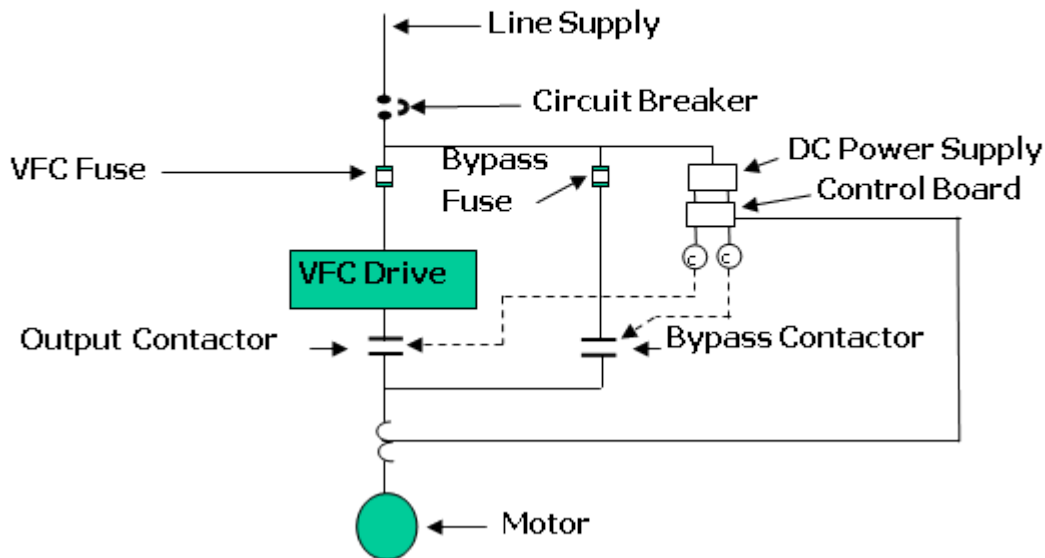 Line Supply
Circuit Breaker
VFC Fuse
Bypass
Fuse
DC Power Supply
Control Board
C
C
VFC Drive
Output Contactor
Bypass Contactor
Motor